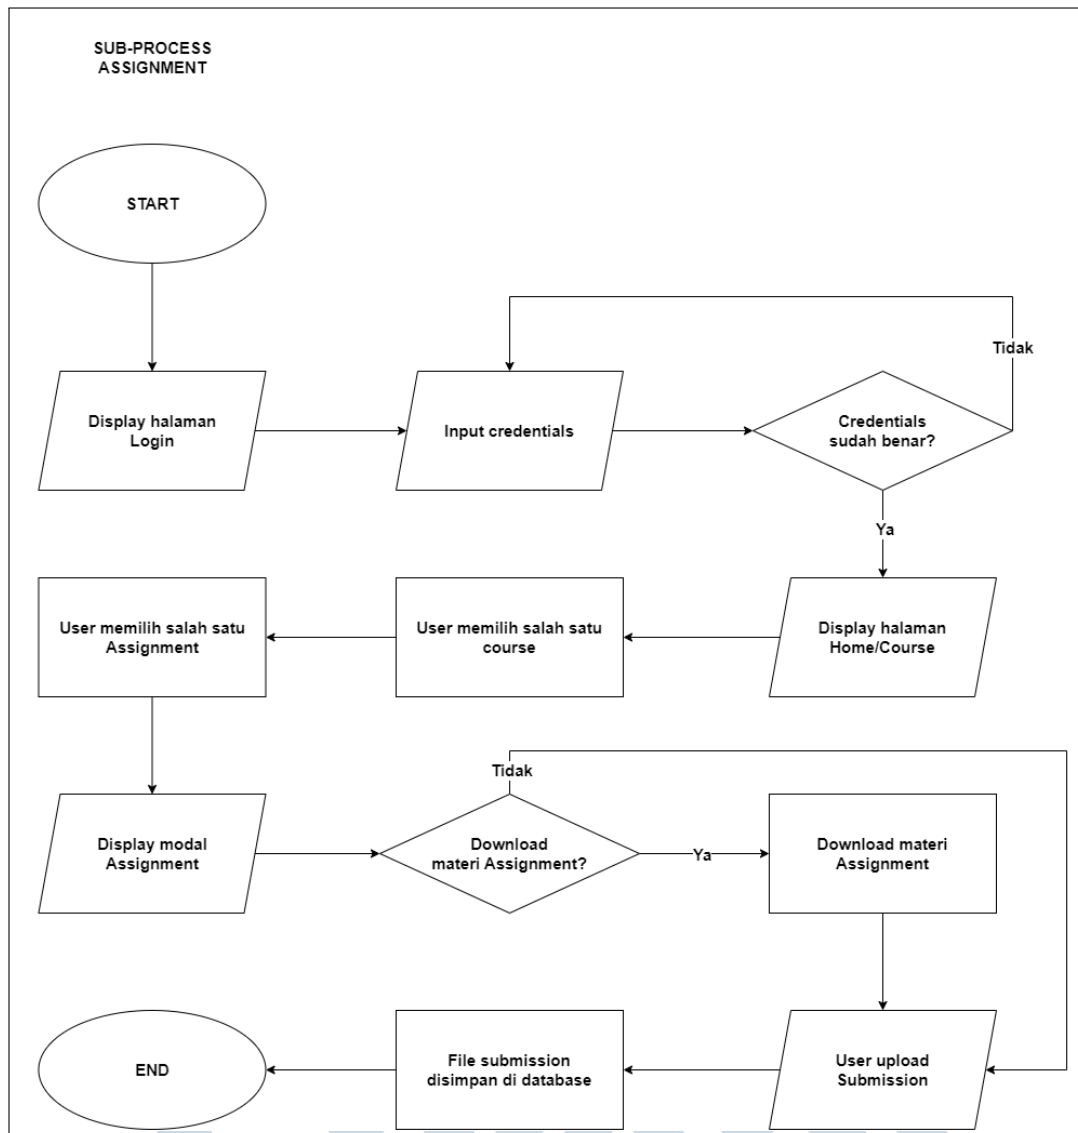 SUB-PROCESS
ASSIGNMENT
START
Tidak
Display halaman
Login
Input credentials
Credentials
sudah benar?
Ya
User memilih salah satu
Assignment
User memilih salah satu
course
Display halaman
Home/Course
Tidak
Display modal
Assignment
Download
materi Assignment?
Ya
Download materi
Assignment
END
File submission
disimpan di database
User upload
Submission